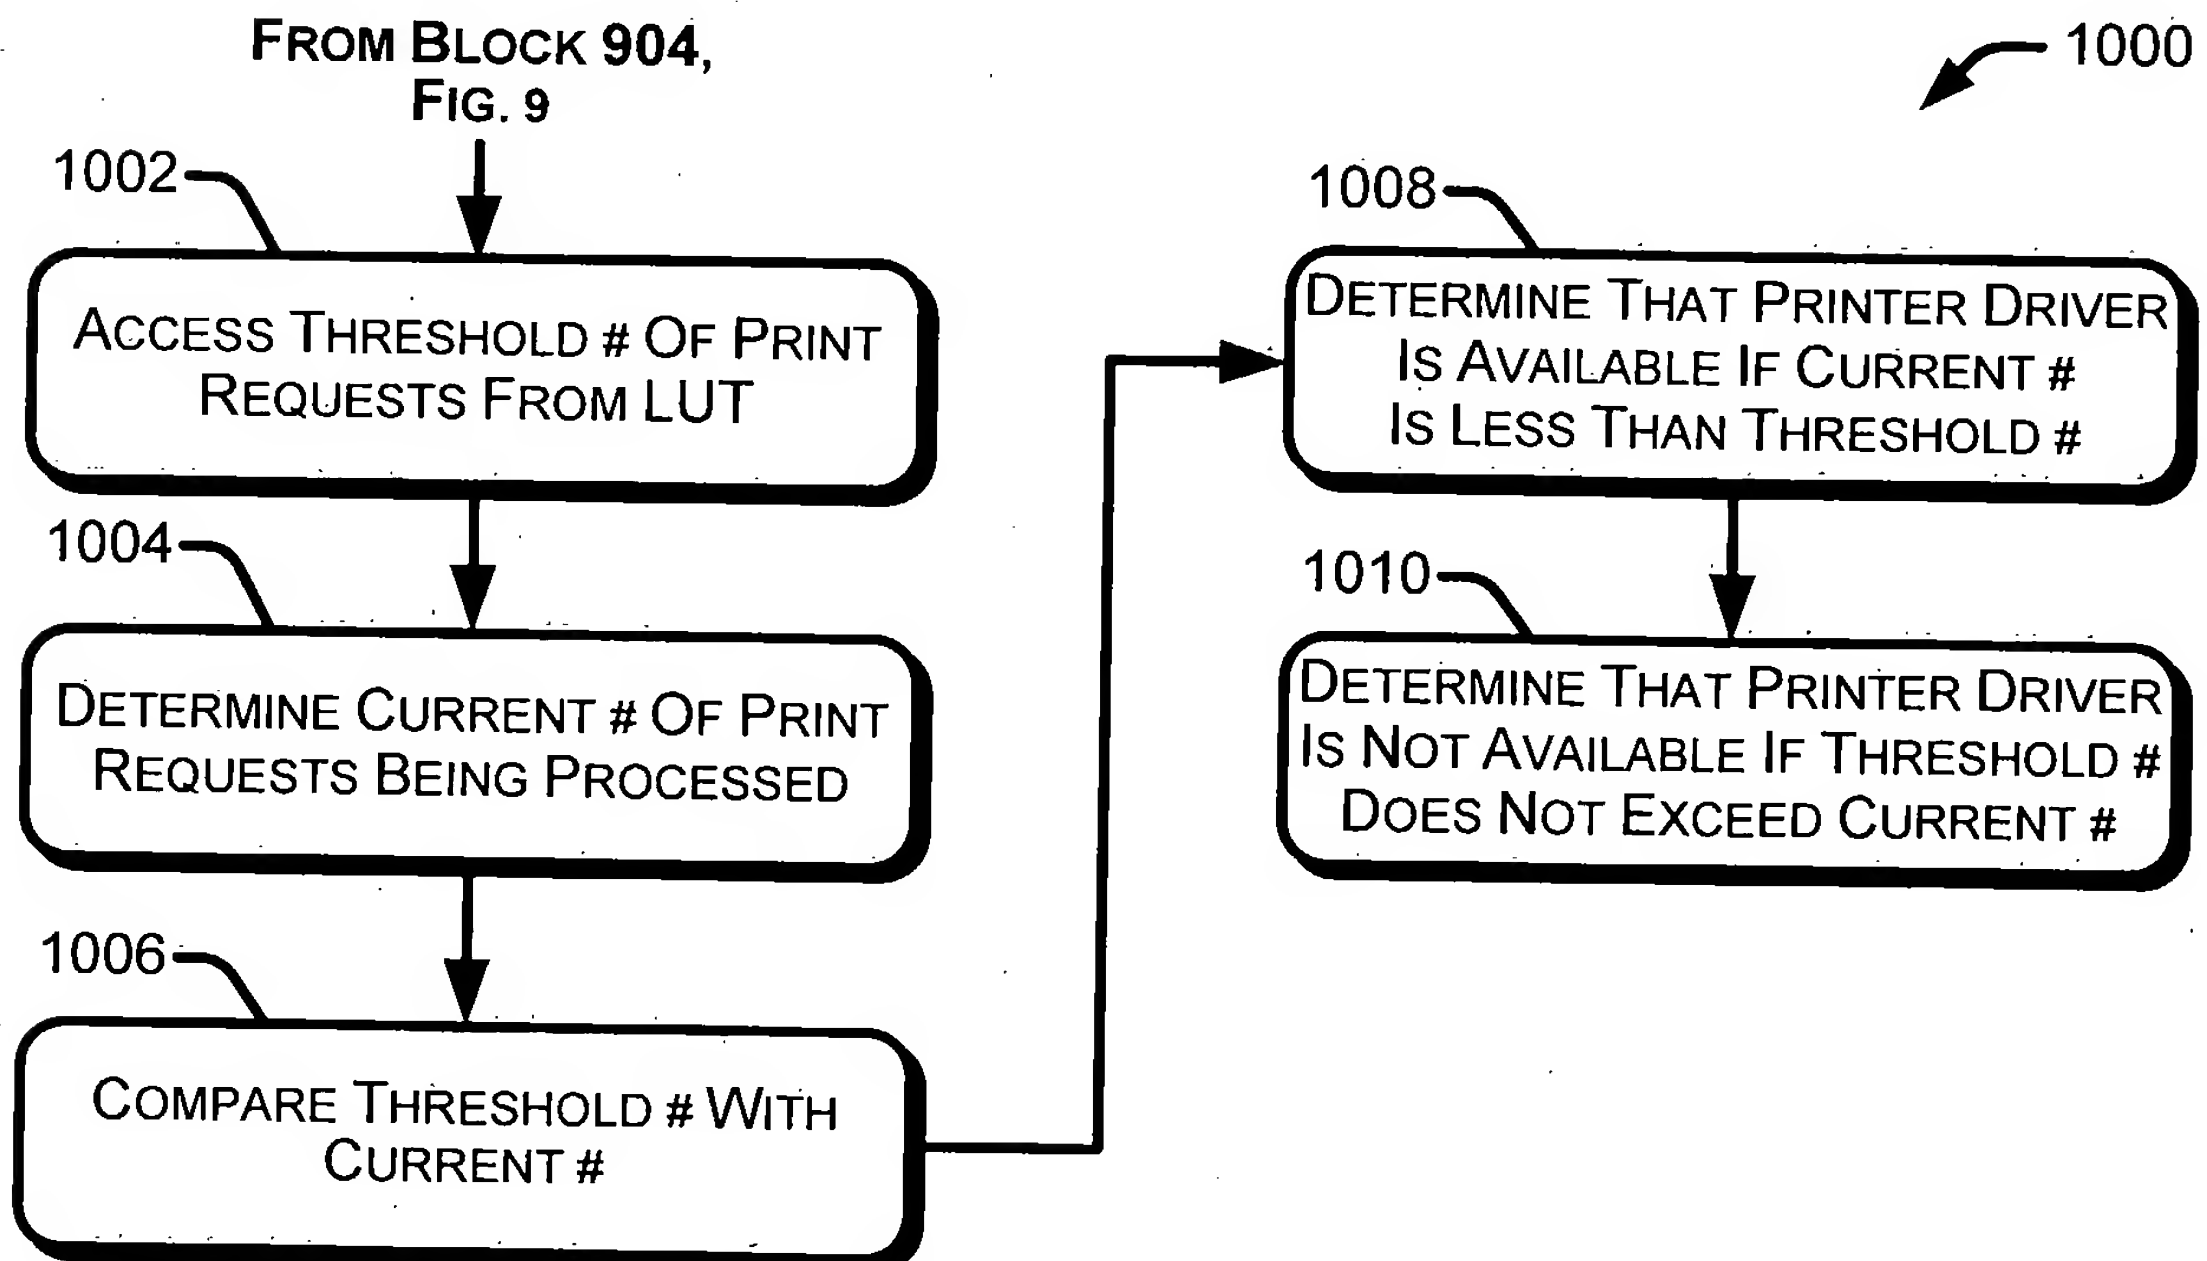 FROM BLOCK 904,
FIG. 9
1000
1002
ACCESS THRESHOLD # OF PRINT
REQUESTS FROM LUT
1004
DETERMINE CURRENT # OF PRINT
REQUESTS BEING PROCESSED
1006
COMPARE THRESHOLD # WITH
CURRENT #
1008
DETERMINE THAT PRINTER DRIVER
IS AVAILABLE IF CURRENT #
IS LESS THAN THRESHOLD #
1010
DETERMINE THAT PRINTER DRIVER
IS NOT AVAILABLE IF THRESHOLD #
DOES NOT EXCEED CURRENT #